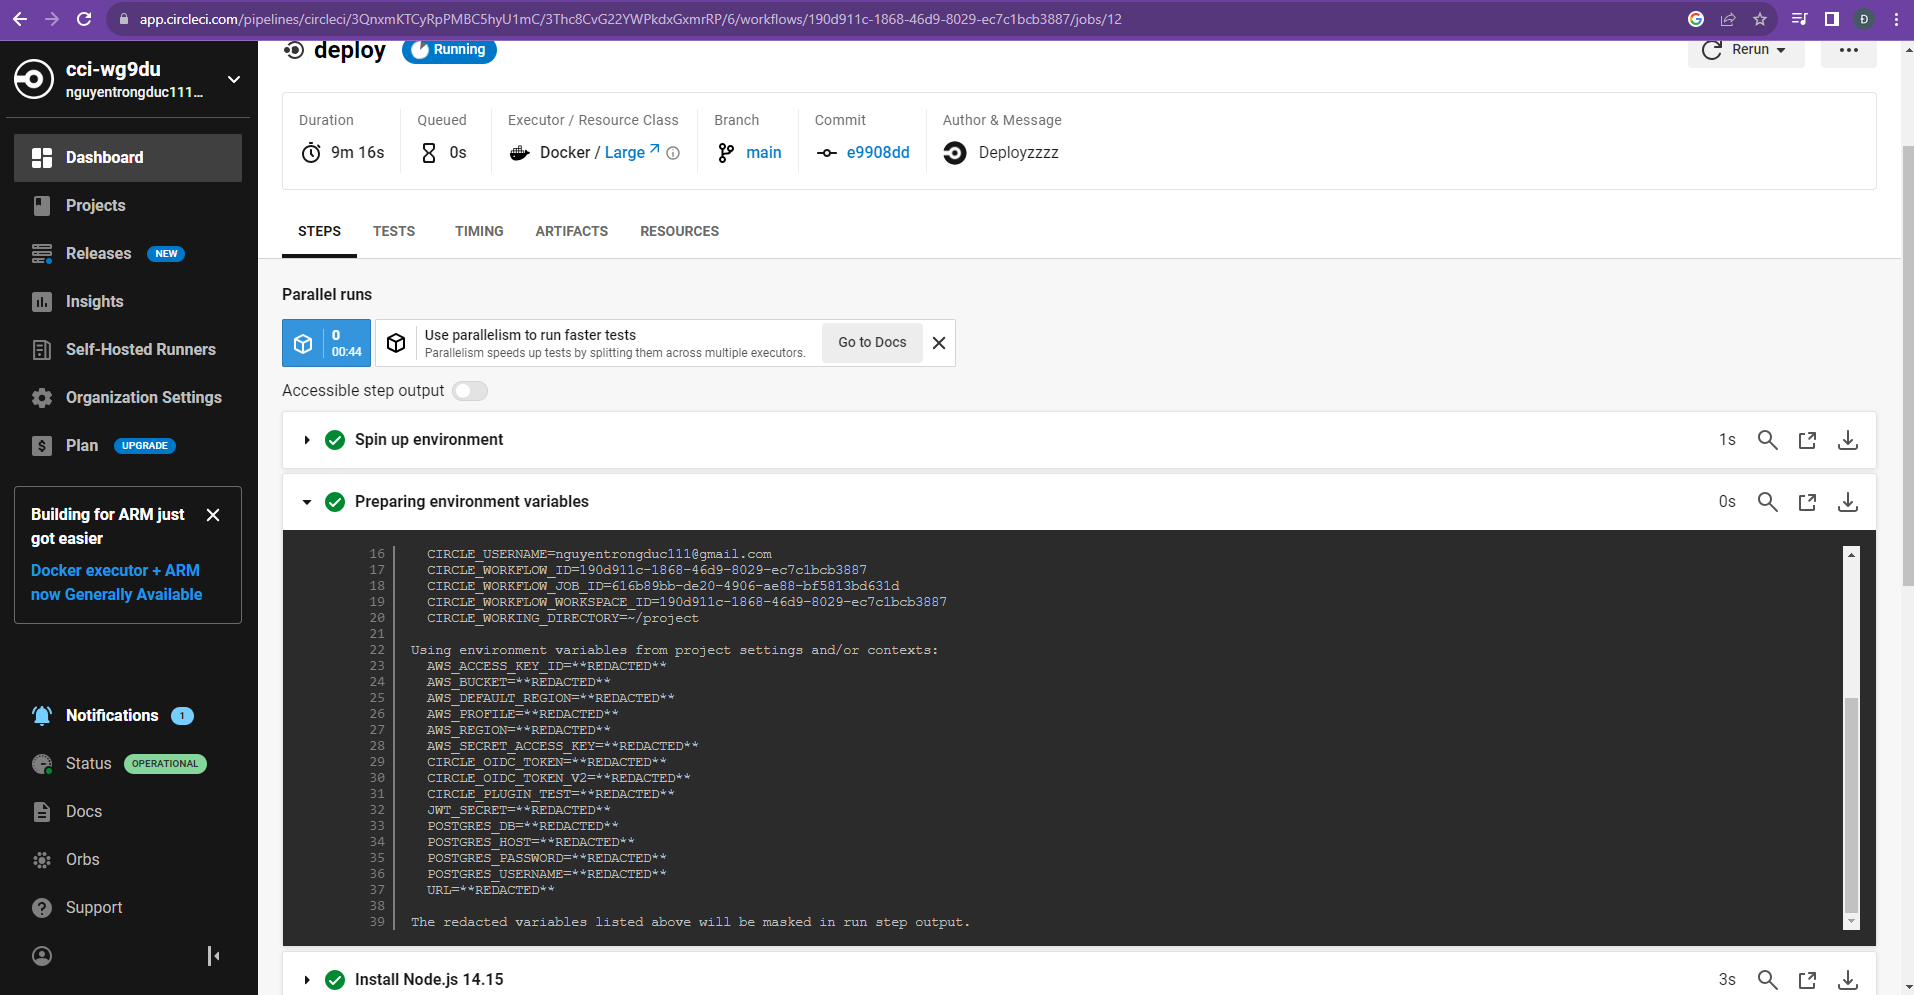 app.circleci.com/pipelines/circleci/3QnxmKTCyRpPMBC5hyU1mC/3Thc8CvG22YWPkdxGxmrRP/6/workflows/190d911c-1868-46d9-8029-ec7c1bcb3887/jobs/12
Đ
cci-wg9du
nguyentrongduc111...
Dashboard
Projects
Releases NEW
Insights
Self-Hosted Runners
Organization Settings
Plan UPGRADE
Building for ARM just
got easier
Docker executor + ARM
now Generally Available
Notifications 1
Status OPERATIONAL
Docs
Orbs
Support
deploy Running
Rerun
Duration Queued Executor / Resource Class Branch Commit Author & Message
9m 16s 0s Docker / Large main e9908dd Deployzzzz
STEPS TESTS TIMING ARTIFACTS RESOURCES
Parallel runs
0
00:44
Use parallelism to run faster tests
Parallelism speeds up tests by splitting them across multiple executors.
Go to Docs
Accessible step output
Spin up environment 1s
Preparing environment variables 0s
16 CIRCLE_USERNAME=nguyentrongduc111@gmail.com
17 CIRCLE_WORKFLOW_ID=190d911c-1868-46d9-8029-ec7c1bcb3887
18 CIRCLE_WORKFLOW_JOB_ID=616b89bb-de20-4906-ae88-bf5813bd631d
19 CIRCLE_WORKFLOW_WORKSPACE_ID=190d911c-1868-46d9-8029-ec7c1bcb3887
20 CIRCLE_WORKING_DIRECTORY=~/project
21
22 Using environment variables from project settings and/or contexts:
23 AWS_ACCESS_KEY_ID=**REDACTED**
24 AWS_BUCKET=**REDACTED**
25 AWS_DEFAULT_REGION=**REDACTED**
26 AWS_PROFILE=**REDACTED**
27 AWS_REGION=**REDACTED**
28 AWS_SECRET_ACCESS_KEY=**REDACTED**
29 CIRCLE_OIDC_TOKEN=**REDACTED**
30 CIRCLE_OIDC_TOKEN_V2=**REDACTED**
31 CIRCLE_PLUGIN_TEST=**REDACTED**
32 JWT_SECRET=**REDACTED**
33 POSTGRES_DB=**REDACTED**
34 POSTGRES_HOST=**REDACTED**
35 POSTGRES_PASSWORD=**REDACTED**
36 POSTGRES_USERNAME=**REDACTED**
37 URL=**REDACTED**
38
39 The redacted variables listed above will be masked in run step output.
Install Node.js 14.15 3s